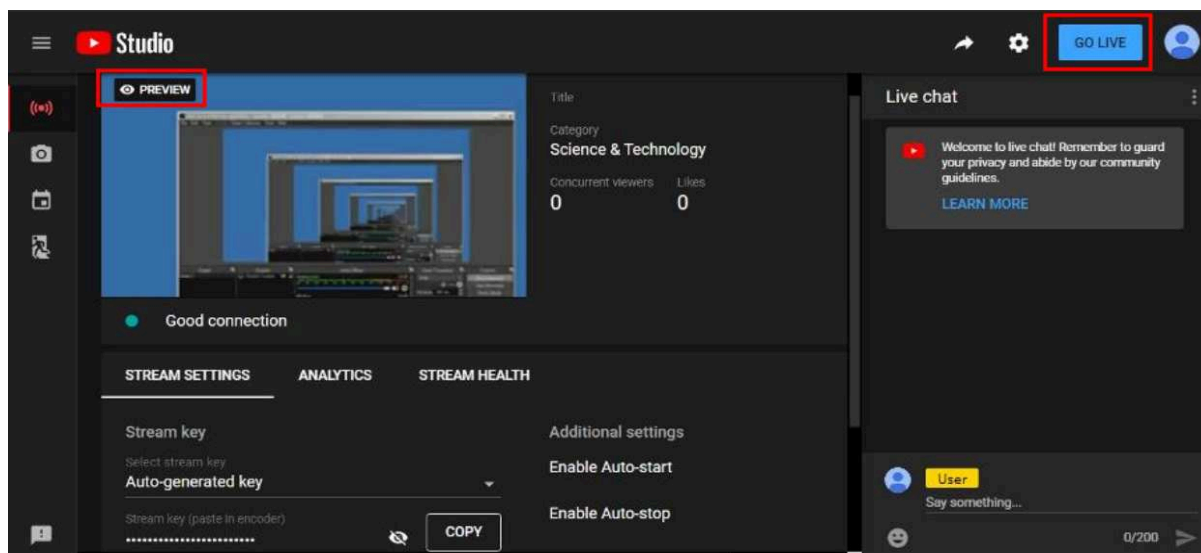 Studio
GO LIVE
PREVIEW
Title
Category
Science & Technology
Concurrent viewers Likes
0 0
Good connection
STREAM SETTINGS ANALYTICS STREAM HEALTH
Stream key
Select stream key
Auto-generated key
Stream key (paste in encoder)
••••••••••••••••••••••••
COPY
Additional settings
Enable Auto-start
Enable Auto-stop
Live chat
Welcome to live chat! Remember to guard
your privacy and abide by our community
guidelines.
LEARN MORE
User
Say something...
0/200